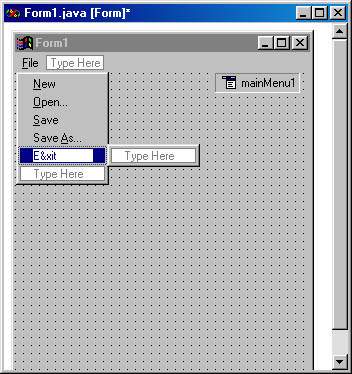 Form1.java [Form]*
Form1
File Type Here
mainMenu1
New
Open...
Save
Save As...
E&xit Type Here
Type Here